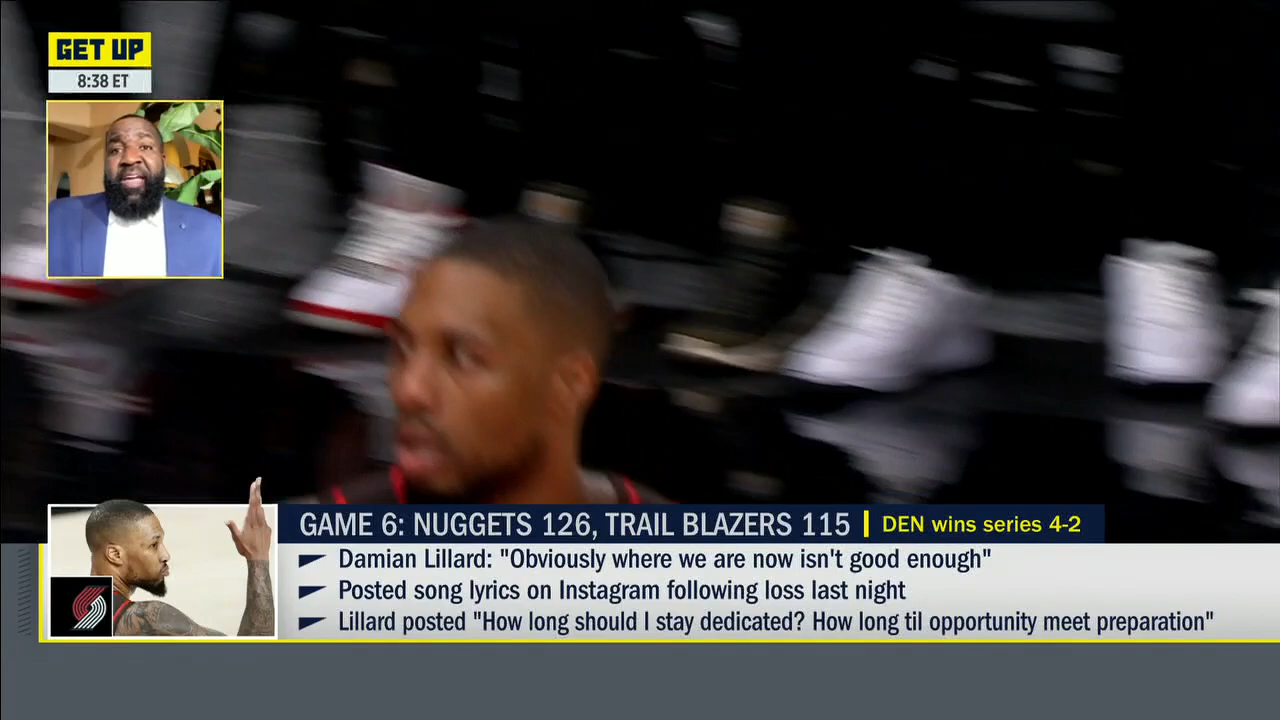 GET UP
8:38 ET
GAME 6: NUGGETS 126, TRAIL BLAZERS 115 | DEN wins series 4-2
Damian Lillard: "Obviously where we are now isn't good enough"
Posted song lyrics on Instagram following loss last night
Lillard posted "How long should I stay dedicated? How long til opportunity meet preparation"